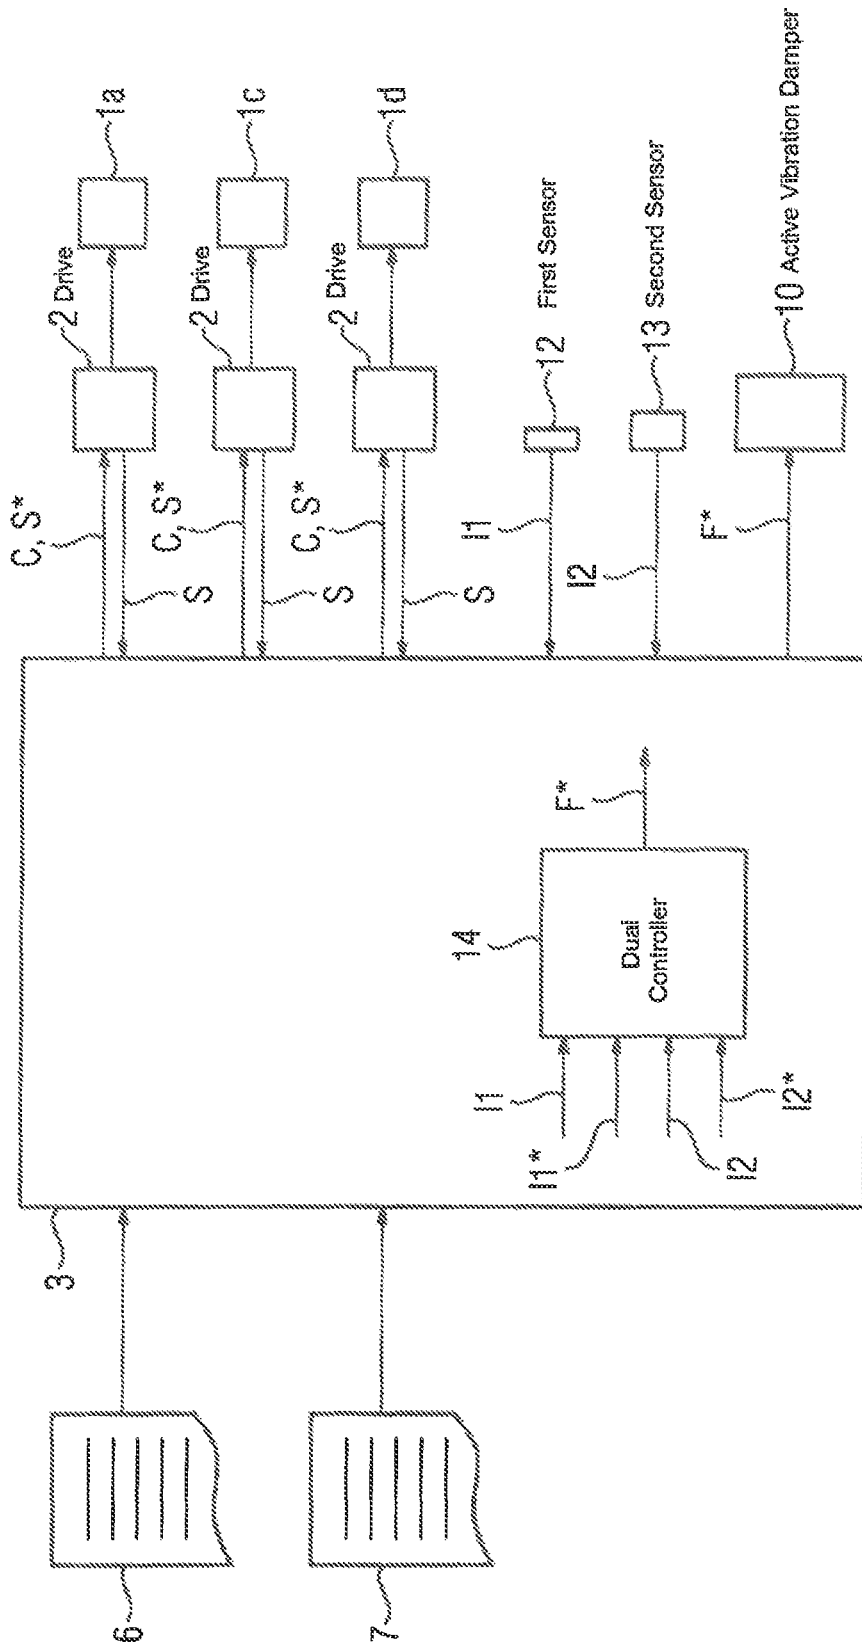 6
7
3
C, S*
S
2 Drive
1a
C, S*
S
2 Drive
1c
C, S*
S
2 Drive
1d
I1
12 First Sensor
I2
13 Second Sensor
F*
10 Active Vibration Damper
14
Dual
Controller
I1
I1*
I2
I2*
F*